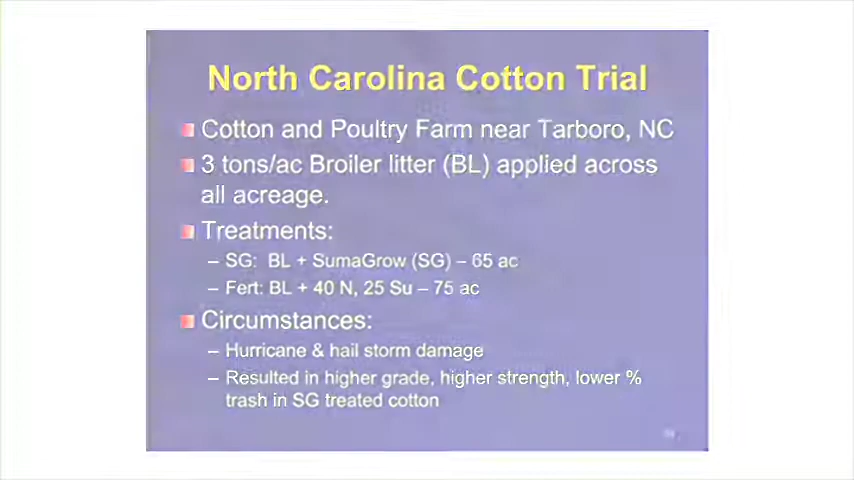 North Carolina Cotton Trial
Cotton and Poultry Farm near Tarboro, NC
3 tons/ac Broiler litter (BL) applied across
all acreage.
Treatments:
– SG: BL + SumaGrow (SG) – 65 ac
– Fert: BL + 40 N, 25 Su – 75 ac
Circumstances:
– Hurricane & hail storm damage
– Resulted in higher grade, higher strength, lower %
trash in SG treated cotton